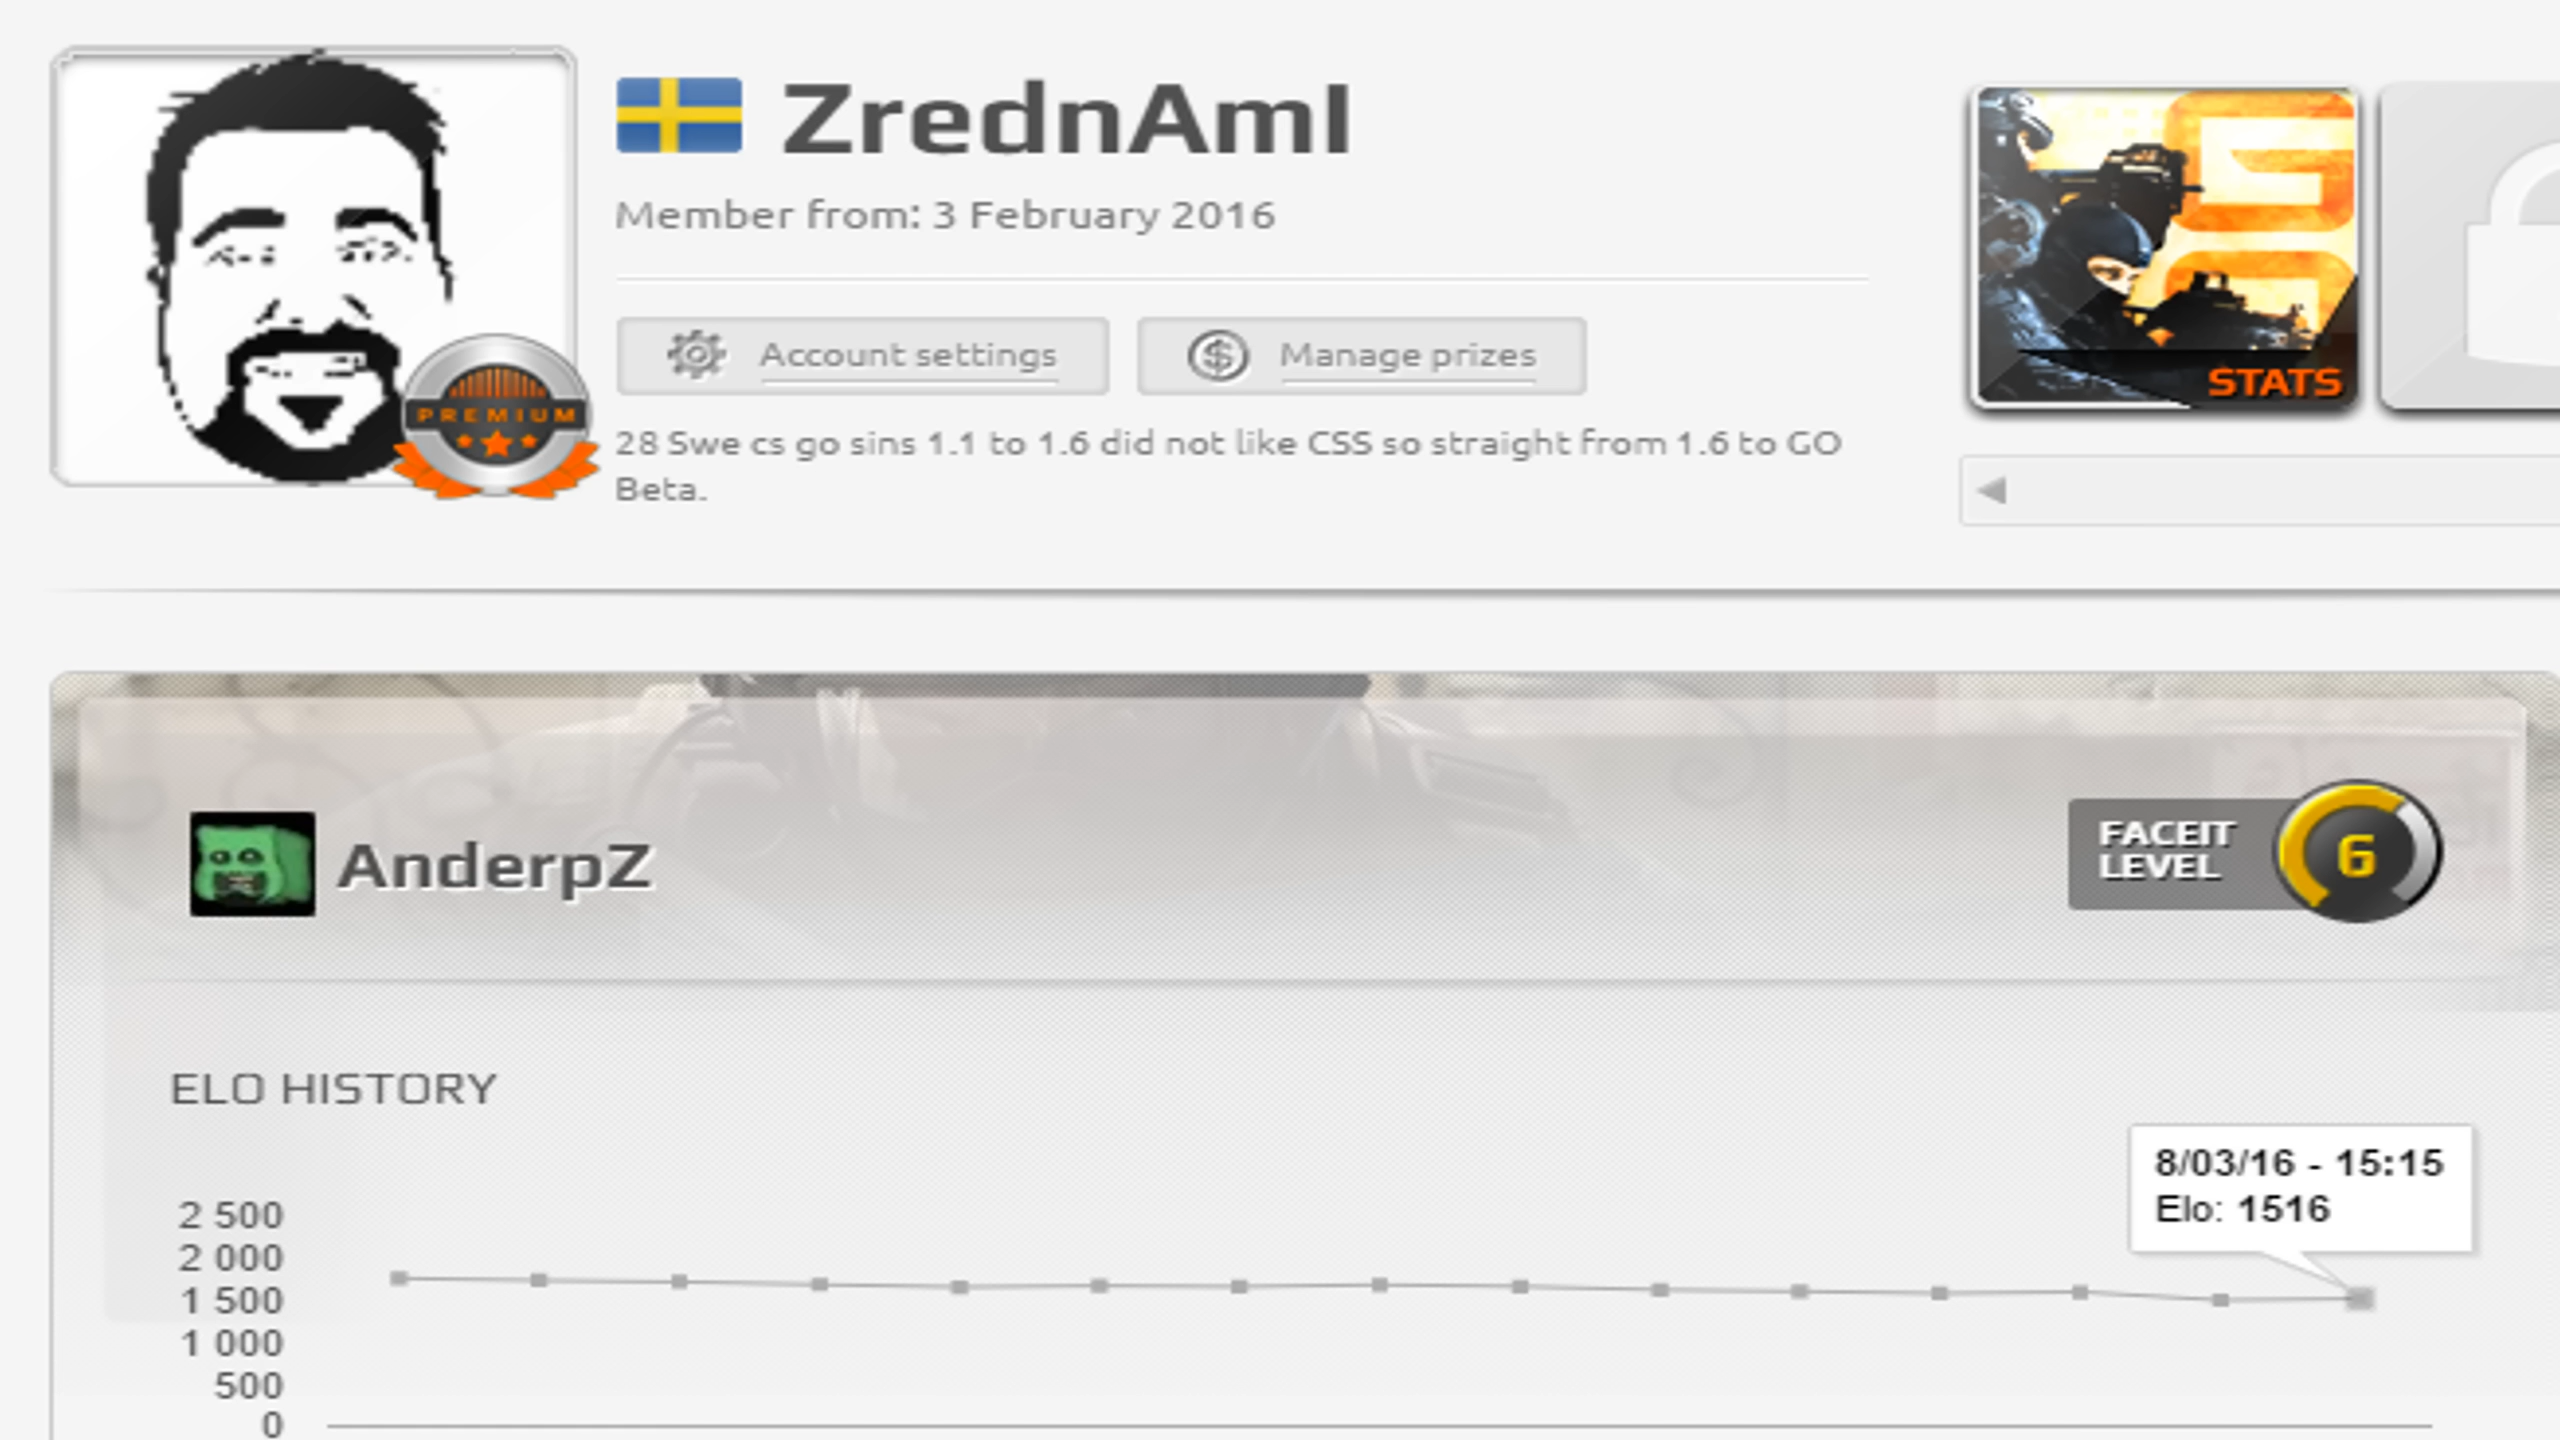 ZrednAmI
Member from: 3 February 2016
Account settings
Manage prizes
PREMIUM
28 Swe cs go sins 1.1 to 1.6 did not like CSS so straight from 1.6 to GO
Beta.
STATS
AnderpZ
FACEIT
LEVEL
6
ELO HISTORY
8/03/16 - 15:15
Elo: 1516
2 500
2 000
1 500
1 000
500
0